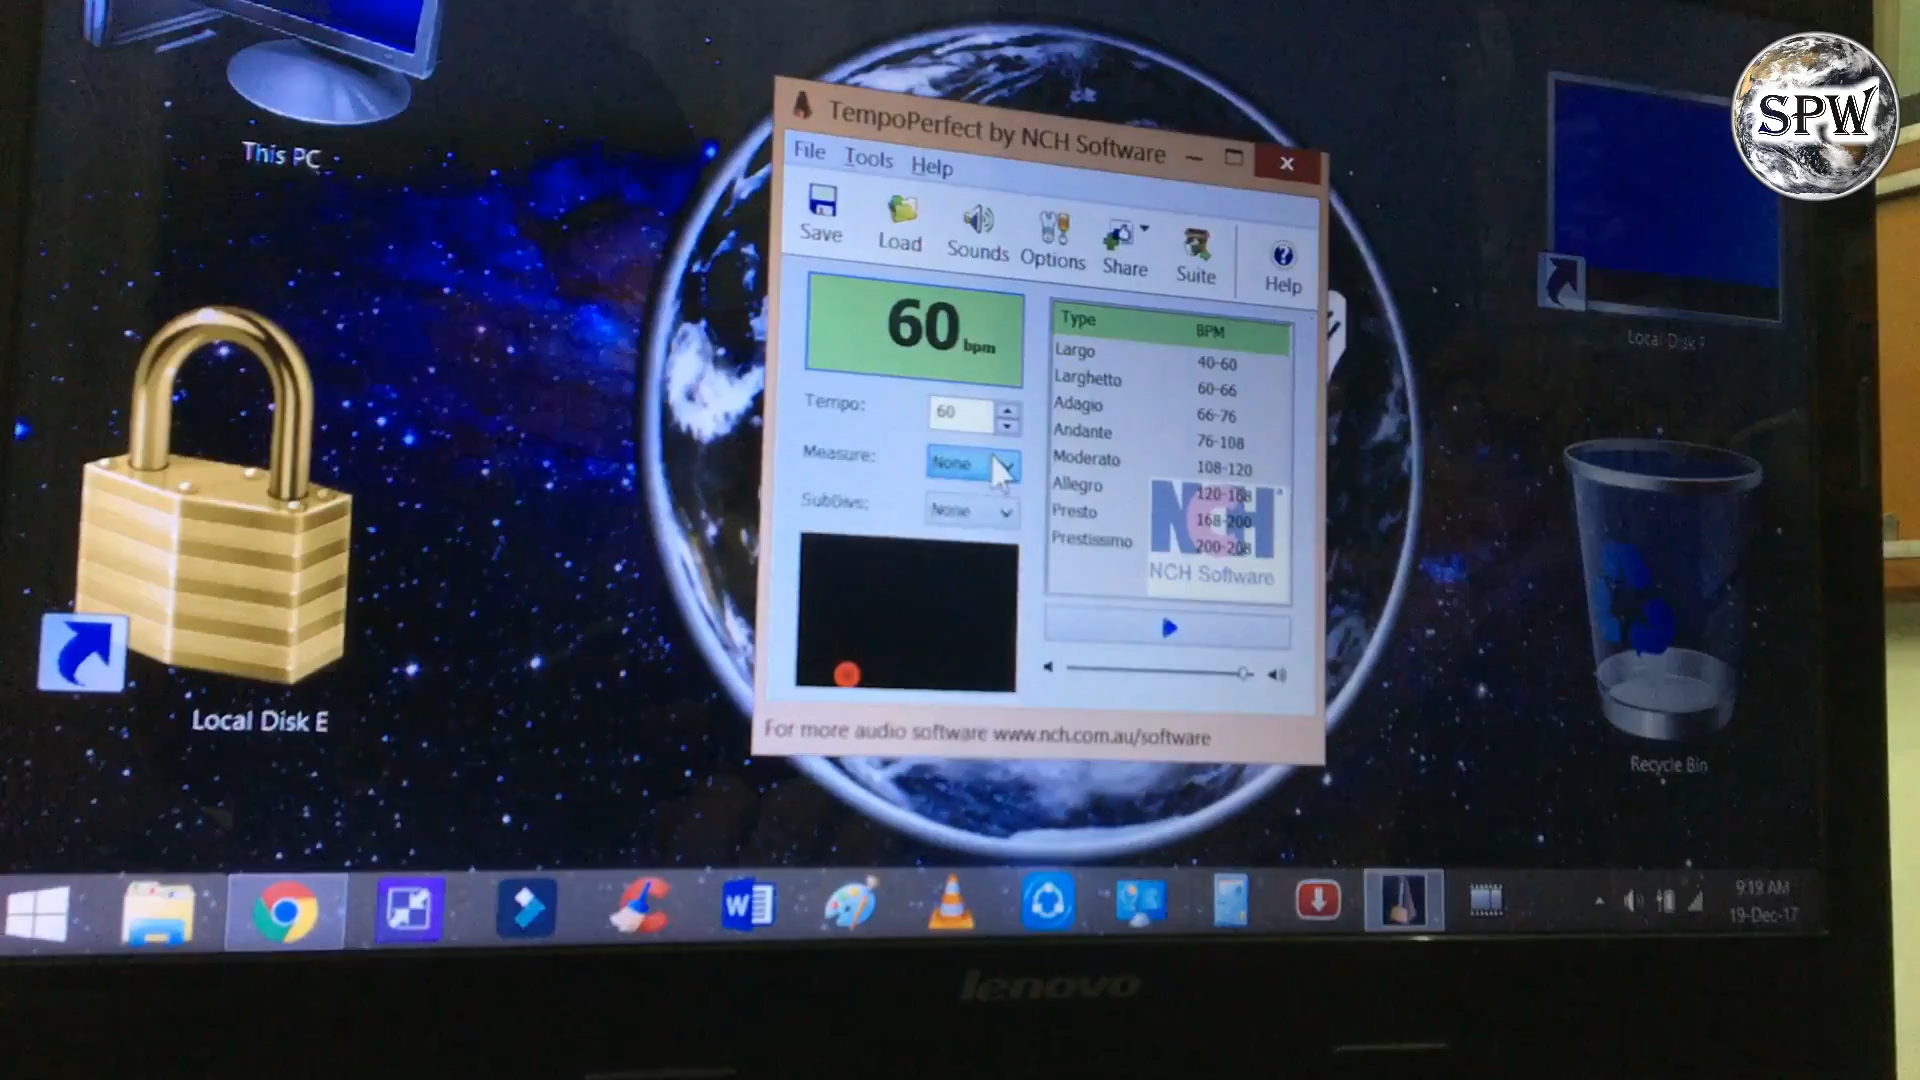 SPW
This PC
TempoPerfect by NCH Software
File Tools Help
Save Load Sounds Options Share Suite Help
60 bpm
Tempo: 60
Measure: None
SubDivs: None
Type BPM
Largo 40-60
Larghetto 60-66
Adagio 66-76
Andante 76-108
Moderato 108-120
Allegro 120-168
Presto 168-200
Prestissimo 200-208
NCH
NCH Software
For more audio software www.nch.com.au/software
Local Disk E
Local Disk F
Recycle Bin
W
9:19 AM
19-Dec-17
lenovo